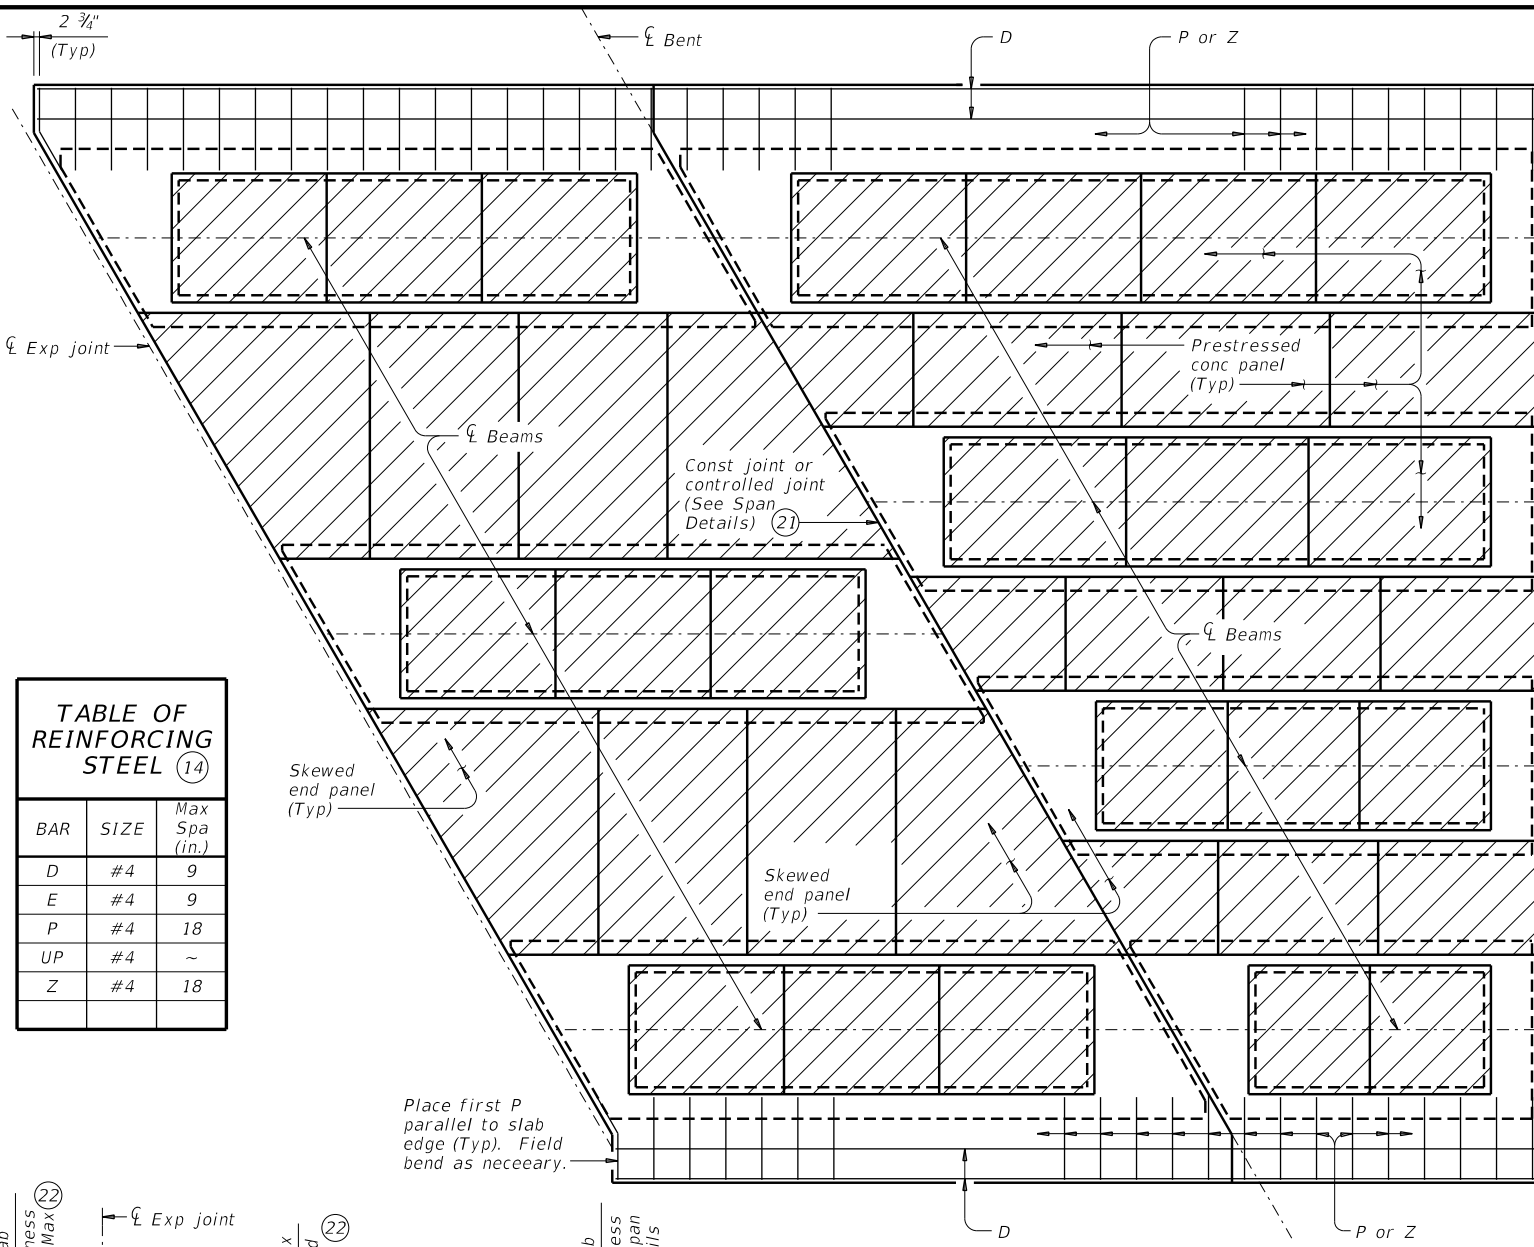 2 ¾"
(Typ)
℄ Bent
D
P or Z
℄ Exp joint
Prestressed
conc panel
(Typ)
℄ Beams
Const joint or
controlled joint
(See Span
Details) 21
℄ Beams
TABLE OF
REINFORCING
STEEL 14
BAR SIZE Max Spa (in.)
D #4 9
E #4 9
P #4 18
UP #4 ~
Z #4 18
Skewed
end panel
(Typ)
Skewed
end panel
(Typ)
Place first P
parallel to slab
edge (Typ). Field
bend as neceeary.
22
Max
℄ Exp joint
22
D
P or Z